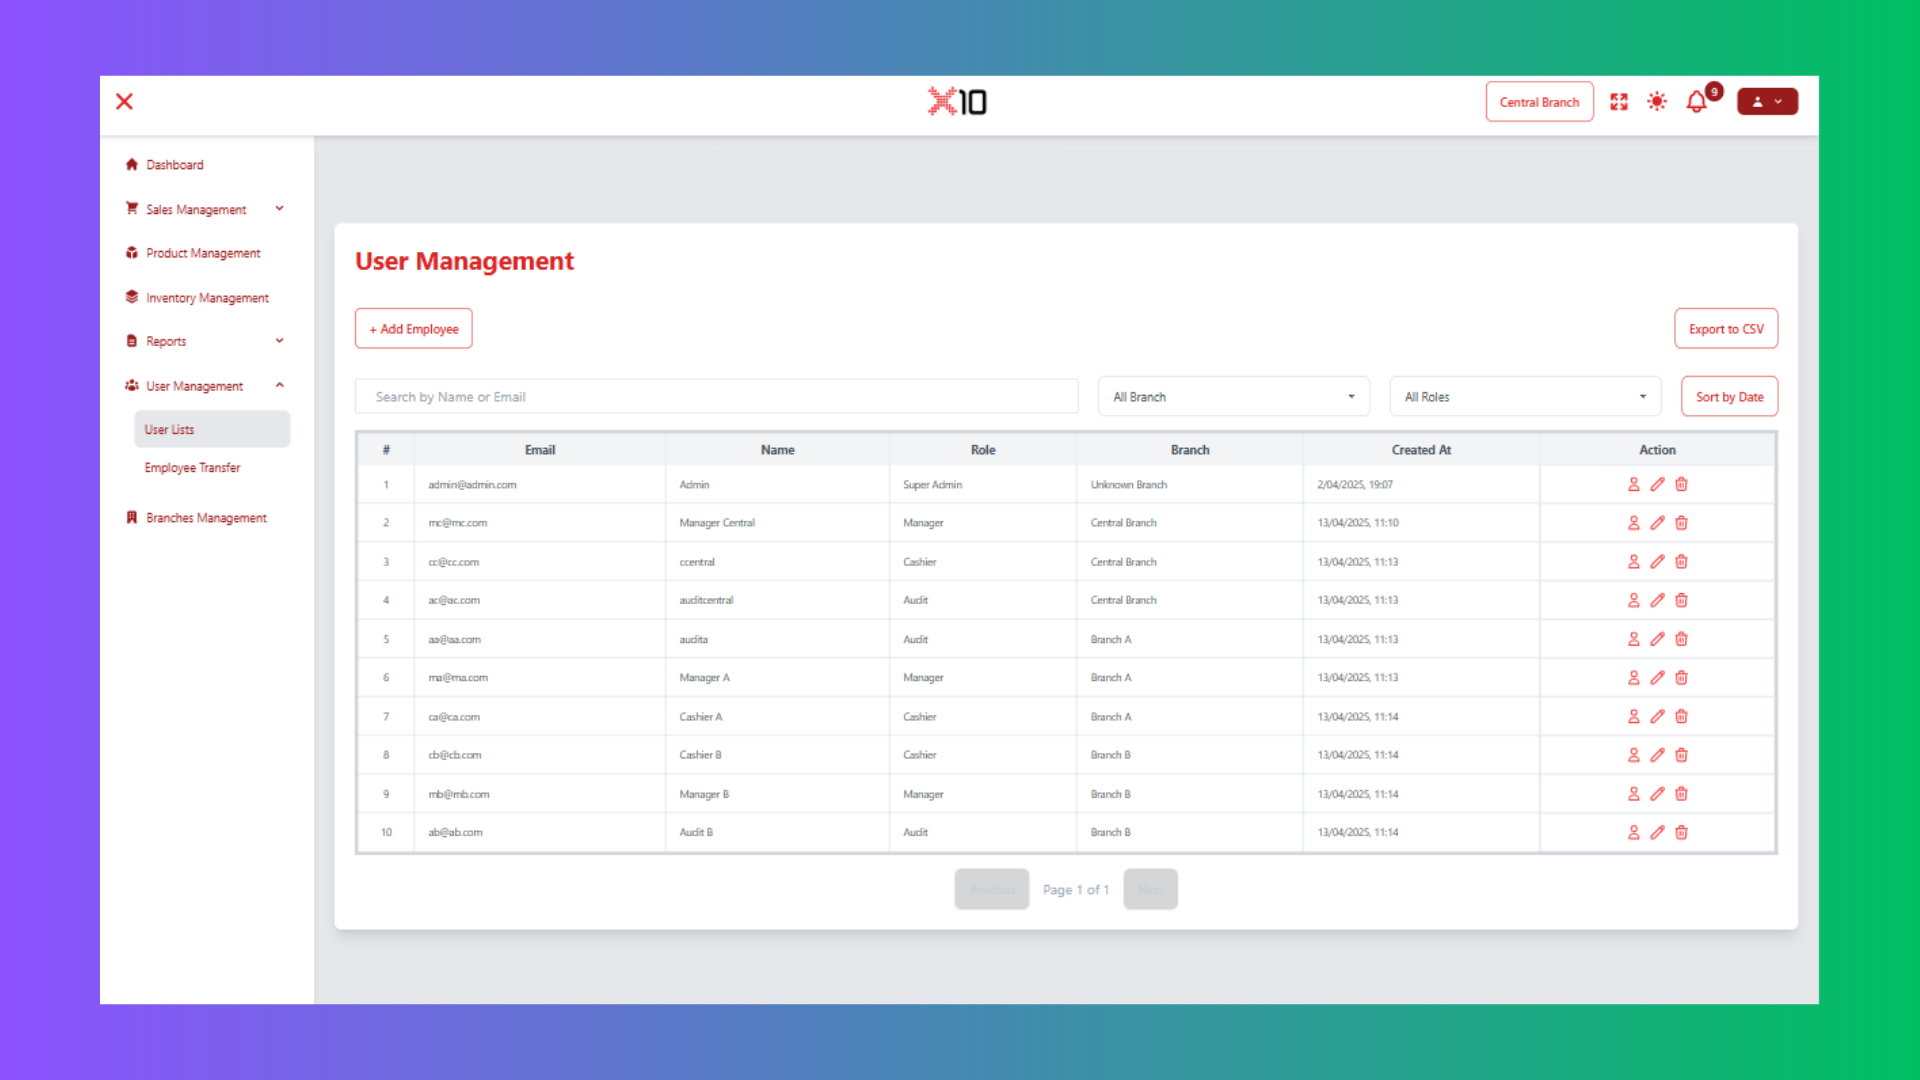 X10
Central Branch
9
Dashboard
Sales Management
Product Management
Inventory Management
Reports
User Management
User Lists
Employee Transfer
Branches Management
User Management
+ Add Employee
Export to CSV
Search by Name or Email
All Branch
All Roles
Sort by Date
# Email Name Role Branch Created At Action
1 admin@admin.com Admin Super Admin Unknown Branch 2/04/2025, 19:07
2 mc@mc.com Manager Central Manager Central Branch 13/04/2025, 11:10
3 cc@cc.com ccentral Cashier Central Branch 13/04/2025, 11:13
4 ac@ac.com auditcentral Audit Central Branch 13/04/2025, 11:13
5 aa@aa.com audita Audit Branch A 13/04/2025, 11:13
6 ma@ma.com Manager A Manager Branch A 13/04/2025, 11:13
7 ca@ca.com Cashier A Cashier Branch A 13/04/2025, 11:14
8 cb@cb.com Cashier B Cashier Branch B 13/04/2025, 11:14
9 mb@mb.com Manager B Manager Branch B 13/04/2025, 11:14
10 ab@ab.com Audit B Audit Branch B 13/04/2025, 11:14
Previous Page 1 of 1 Next